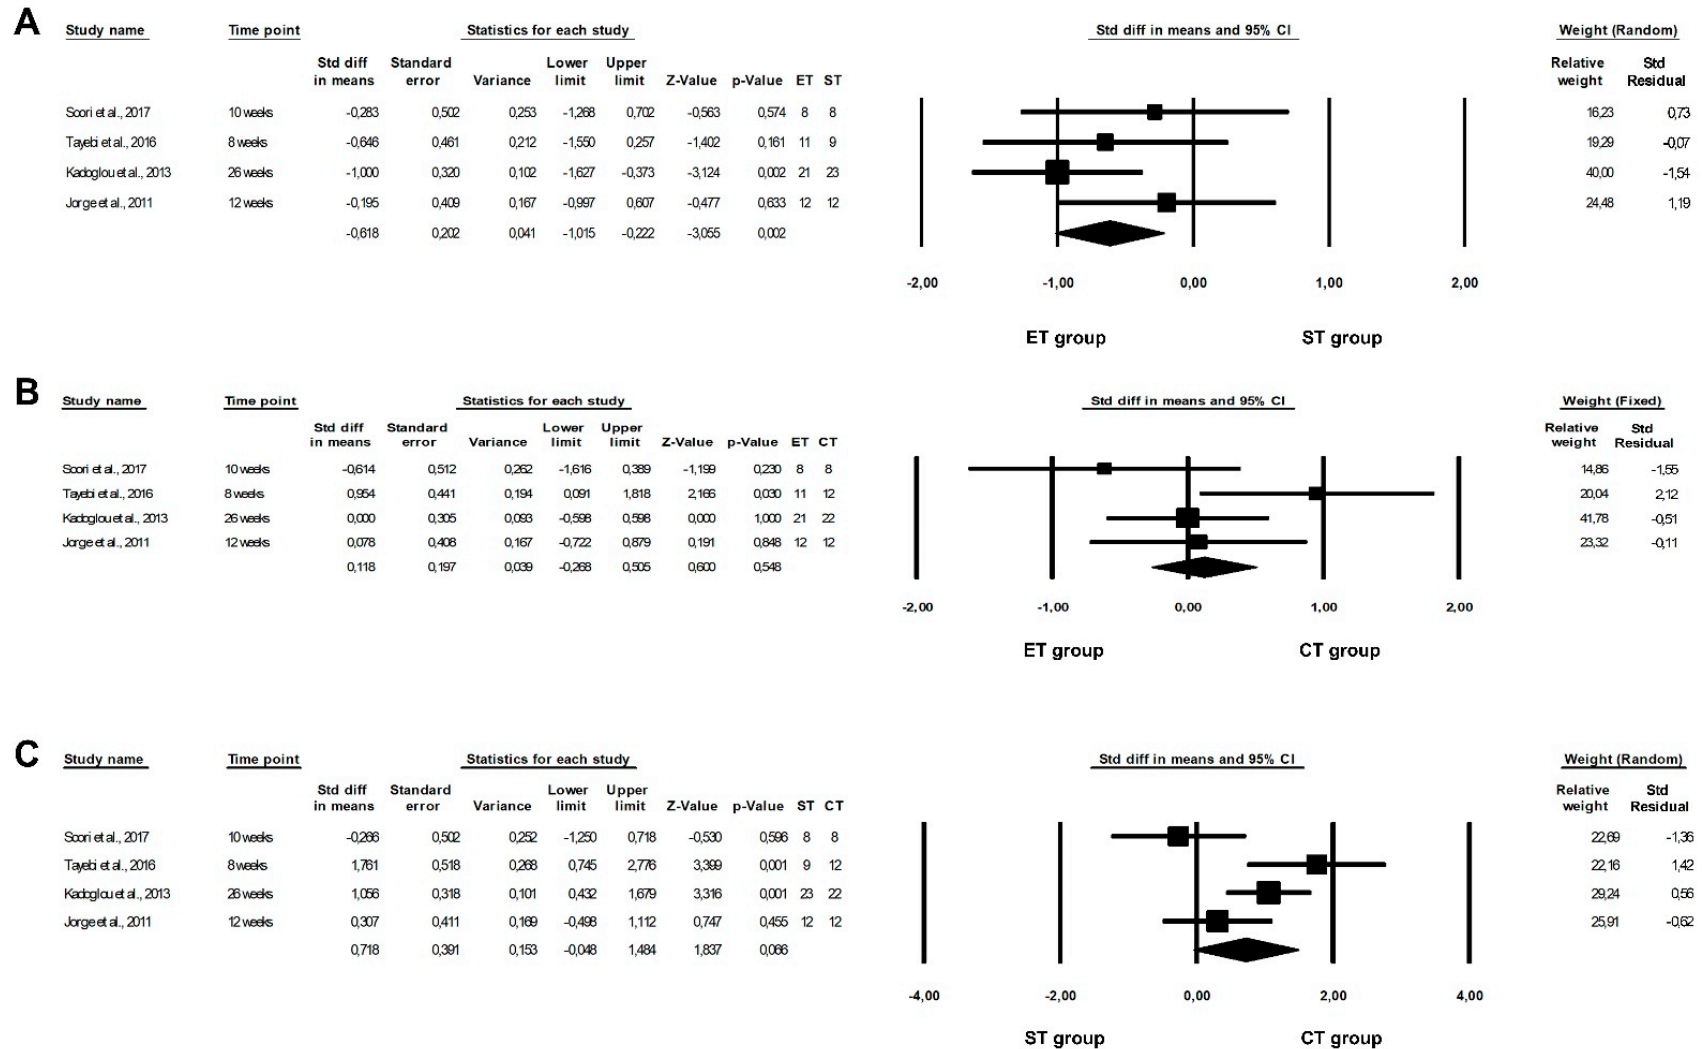 A
Study name Time point Statistics for each study Std diff in means and 95% CI Weight (Random)
Std diff Standard Lower Upper Relative Std
in means error Variance limit limit Z-Value p-Value ET ST weight Residual
Soori et al., 2017 10 weeks -0,283 0,502 0,253 -1,268 0,702 -0,563 0,574 8 8 16,23 0,73
Tayebi et al., 2016 8 weeks -0,646 0,461 0,212 -1,550 0,257 -1,402 0,161 11 9 19,29 -0,07
Kadoglou et al., 2013 26 weeks -1,000 0,320 0,102 -1,627 -0,373 -3,124 0,002 21 23 40,00 -1,54
Jorge et al., 2011 12 weeks -0,195 0,409 0,167 -0,997 0,607 -0,477 0,633 12 12 24,48 1,19
-0,618 0,202 0,041 -1,015 -0,222 -3,055 0,002
-2,00 -1,00 0,00 1,00 2,00
ET group ST group
B
Study name Time point Statistics for each study Std diff in means and 95% CI Weight (Fixed)
Std diff Standard Lower Upper Relative Std
in means error Variance limit limit Z-Value p-Value ET CT weight Residual
Soori et al., 2017 10 weeks -0,614 0,512 0,262 -1,616 0,389 -1,199 0,230 8 8 14,86 -1,55
Tayebi et al., 2016 8 weeks 0,954 0,441 0,194 0,091 1,818 2,166 0,030 11 12 20,04 2,12
Kadoglou et al., 2013 26 weeks 0,000 0,305 0,093 -0,598 0,598 0,000 1,000 21 22 41,78 -0,51
Jorge et al., 2011 12 weeks 0,078 0,408 0,167 -0,722 0,879 0,191 0,848 12 12 23,32 -0,11
0,118 0,197 0,039 -0,268 0,505 0,600 0,548
-2,00 -1,00 0,00 1,00 2,00
ET group CT group
C
Study name Time point Statistics for each study Std diff in means and 95% CI Weight (Random)
Std diff Standard Lower Upper Relative Std
in means error Variance limit limit Z-Value p-Value ST CT weight Residual
Soori et al., 2017 10 weeks -0,266 0,502 0,252 -1,250 0,718 -0,530 0,596 8 8 22,69 -1,36
Tayebi et al., 2016 8 weeks 1,761 0,518 0,268 0,745 2,776 3,399 0,001 9 12 22,16 1,42
Kadoglou et al., 2013 26 weeks 1,056 0,318 0,101 0,432 1,679 3,316 0,001 23 22 29,24 0,56
Jorge et al., 2011 12 weeks 0,307 0,411 0,169 -0,498 1,112 0,747 0,455 12 12 25,91 -0,62
0,718 0,391 0,153 -0,048 1,484 1,837 0,066
-4,00 -2,00 0,00 2,00 4,00
ST group CT group